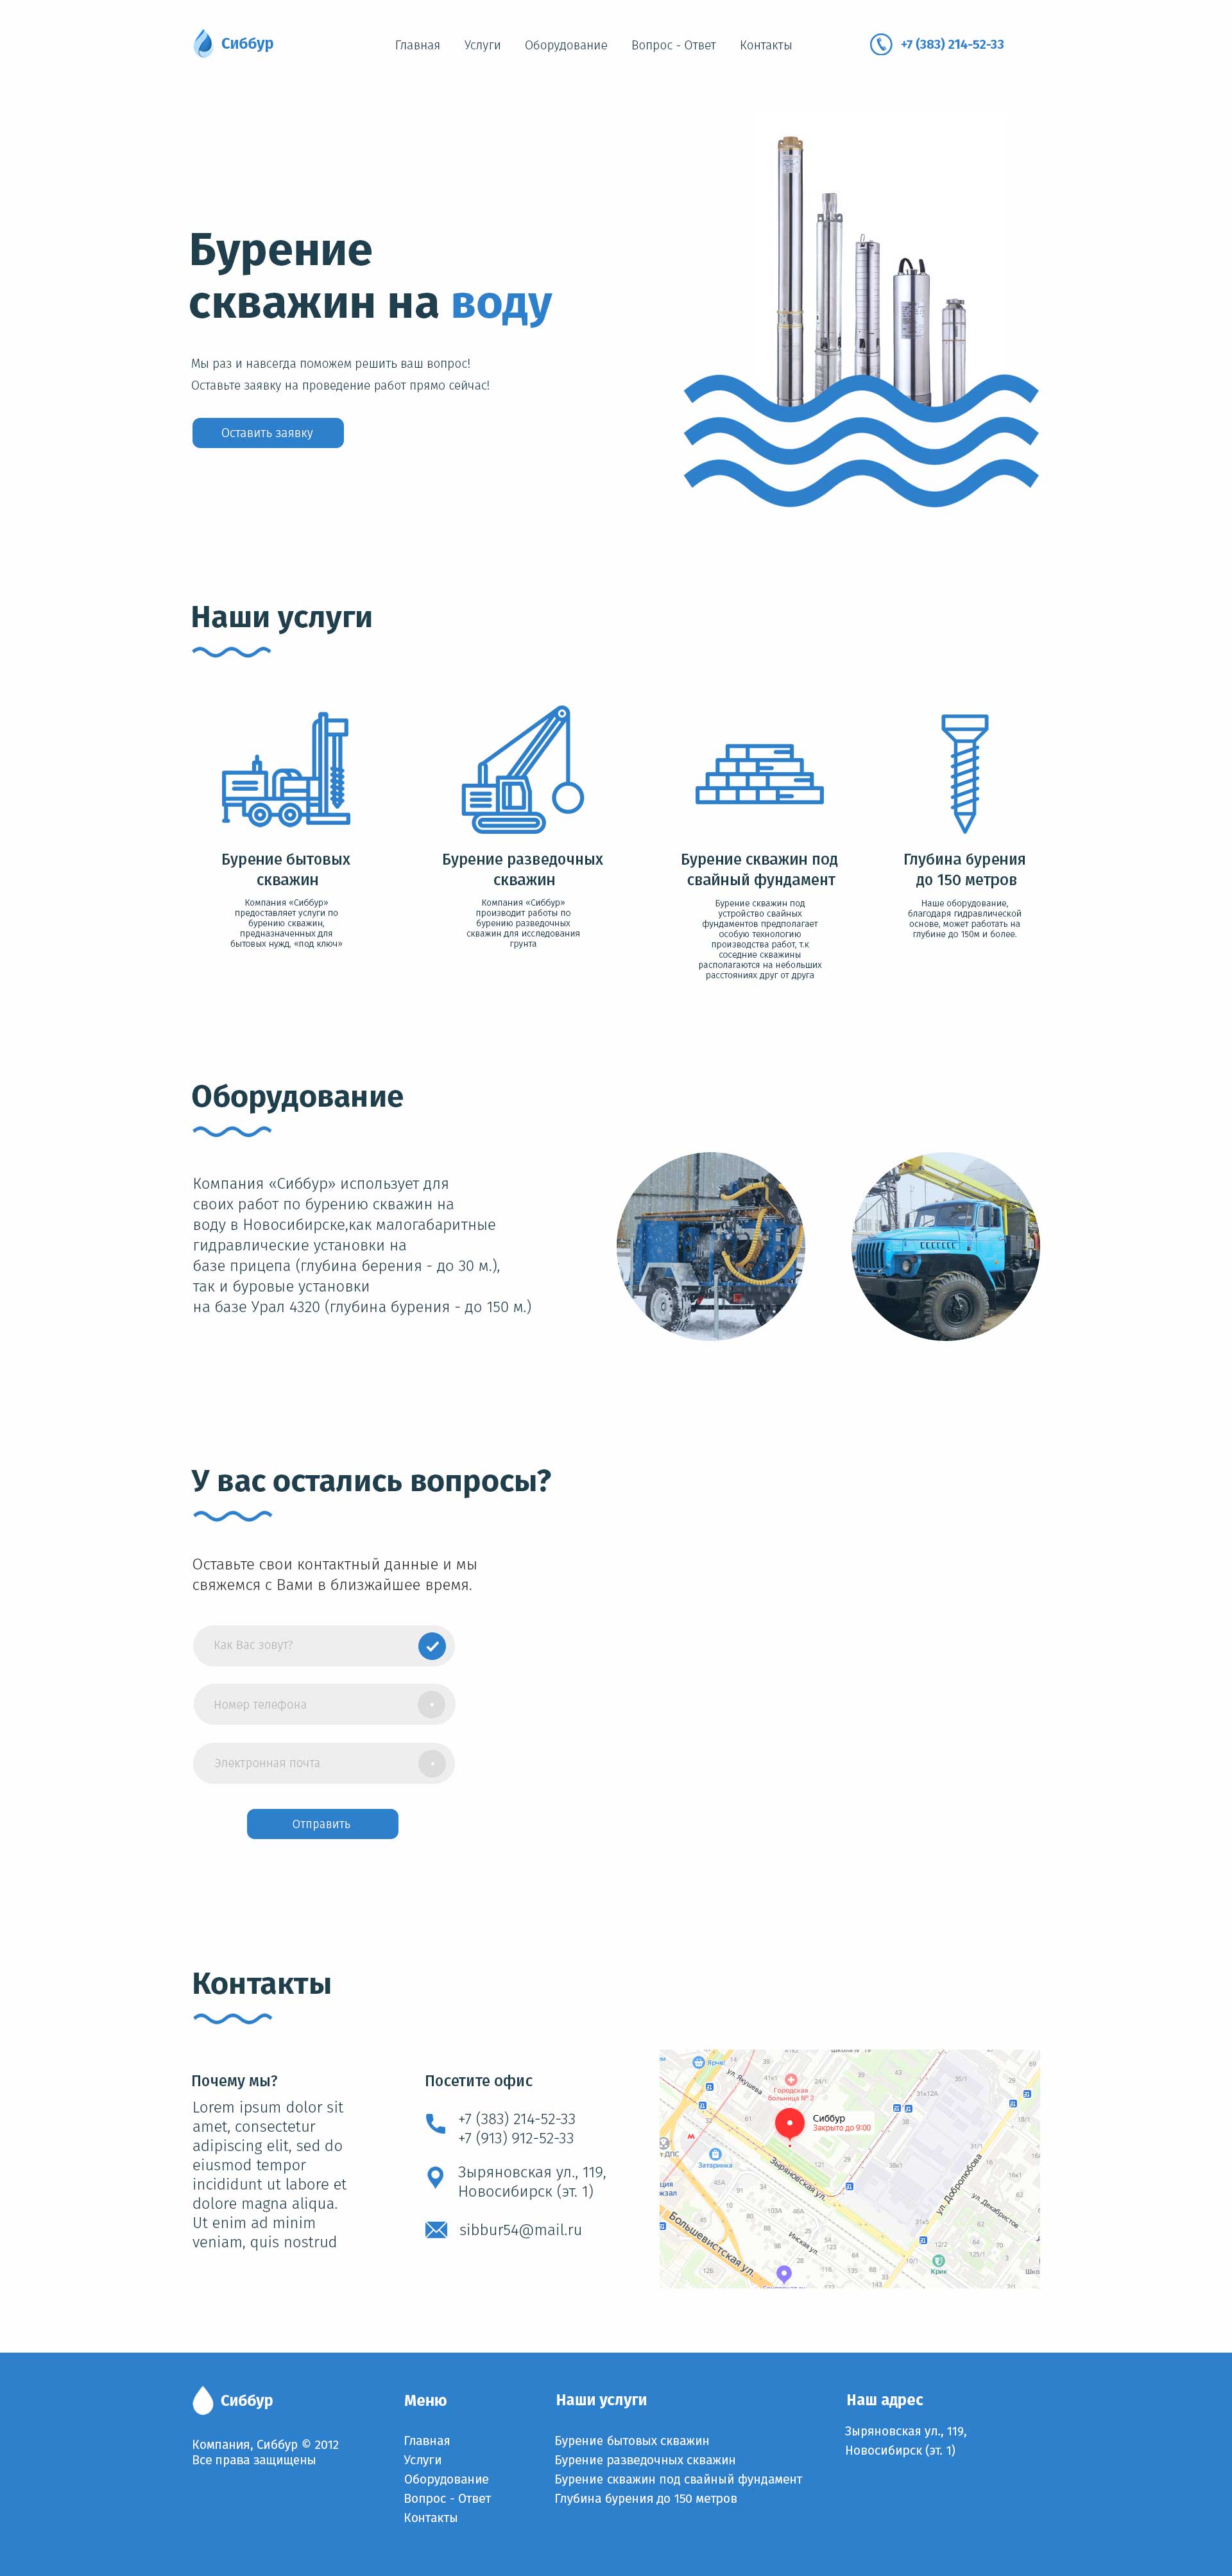 Сиббур
Главная
Услуги
Оборудование
Вопрос - Ответ
Контакты
+7 (383) 214-52-33
Бурение
скважин на воду
Мы раз и навсегда поможем решить ваш вопрос!
Оставьте заявку на проведение работ прямо сейчас!
Оставить заявку
Наши услуги
Бурение бытовых
скважин
Компания «Сиббур»
предоставляет услуги по
бурению скважин,
предназначенных для
бытовых нужд, «под ключ»
Бурение разведочных
скважин
Компания «Сиббур»
производит работы по
бурению разведочных
скважин для исследования
грунта
Бурение скважин под
свайный фундамент
Бурение скважин под
устройство свайных
фундаментов предполагает
особую технологию
производства работ, т.к
соседние скважины
располагаются на небольших
расстояниях друг от друга
Глубина бурения
до 150 метров
Наше оборудование,
благодаря гидравлической
основе, может работать на
глубине до 150м и более.
Оборудование
Компания «Сиббур» использует для
своих работ по бурению скважин на
воду в Новосибирске,как малогабаритные
гидравлические установки на
базе прицепа (глубина берения - до 30 м.),
так и буровые установки
на базе Урал 4320 (глубина бурения - до 150 м.)
У вас остались вопросы?
Оставьте свои контактный данные и мы
свяжемся с Вами в близжайшее время.
Как Вас зовут?
Номер телефона
Электронная почта
Отправить
Контакты
Почему мы?
Lorem ipsum dolor sit
amet, consectetur
adipiscing elit, sed do
eiusmod tempor
incididunt ut labore et
dolore magna aliqua.
Ut enim ad minim
veniam, quis nostrud
Посетите офис
+7 (383) 214-52-33
+7 (913) 912-52-33
Зыряновская ул., 119,
Новосибирск (эт. 1)
sibbur54@mail.ru
ул. Якушева
Городская
больница № 2
Сиббур
Закрыто до 9:00
Затаринка
Зыряновская ул.
Большевистская ул.
Инская ул.
ул. Добролюбова
ул. Декабристов
Крик
Сиббур
Компания, Сиббур © 2012
Все права защищены
Меню
Главная
Услуги
Оборудование
Вопрос - Ответ
Контакты
Наши услуги
Бурение бытовых скважин
Бурение разведочных скважин
Бурение скважин под свайный фундамент
Глубина бурения до 150 метров
Наш адрес
Зыряновская ул., 119,
Новосибирск (эт. 1)